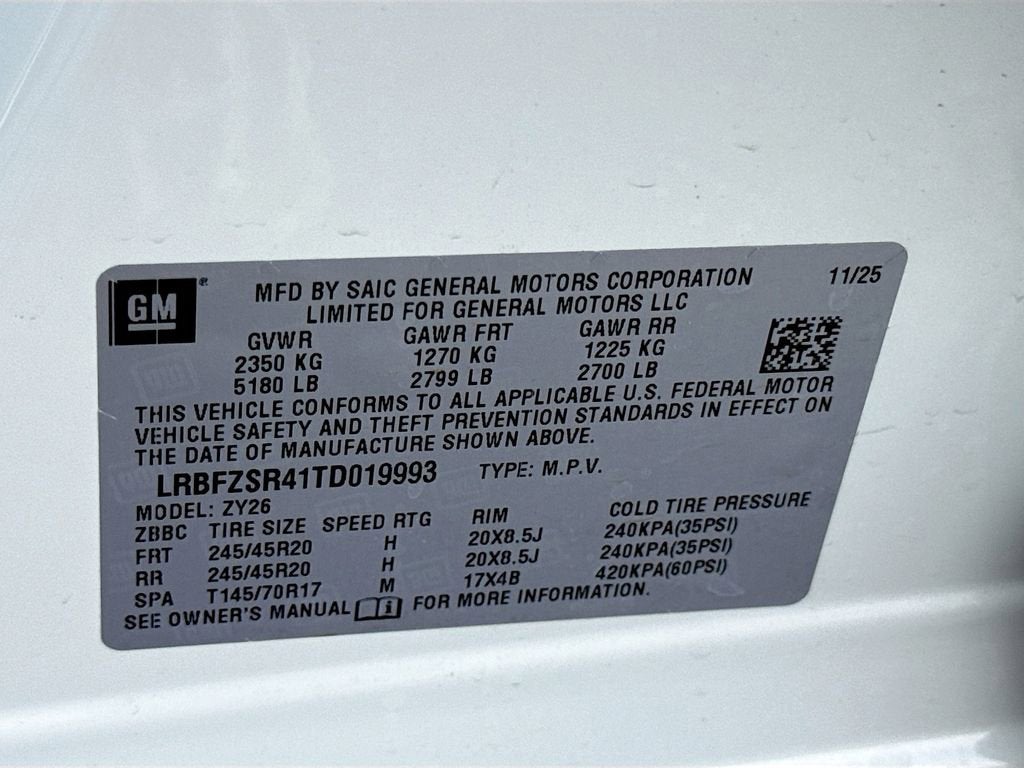 GM
MFD BY SAIC GENERAL MOTORS CORPORATION 11/25
LIMITED FOR GENERAL MOTORS LLC
GVWR GAWR FRT GAWR RR
2350 KG 1270 KG 1225 KG
5180 LB 2799 LB 2700 LB
THIS VEHICLE CONFORMS TO ALL APPLICABLE U.S. FEDERAL MOTOR
VEHICLE SAFETY AND THEFT PREVENTION STANDARDS IN EFFECT ON
THE DATE OF MANUFACTURE SHOWN ABOVE.
LRBFZSR41TD019993 TYPE: M.P.V.
MODEL: ZY26
ZBBC TIRE SIZE SPEED RTG RIM COLD TIRE PRESSURE
FRT 245/45R20 H 20X8.5J 240KPA(35PSI)
RR 245/45R20 H 20X8.5J 240KPA(35PSI)
SPA T145/70R17 M 17X4B 420KPA(60PSI)
SEE OWNER'S MANUAL FOR MORE INFORMATION.